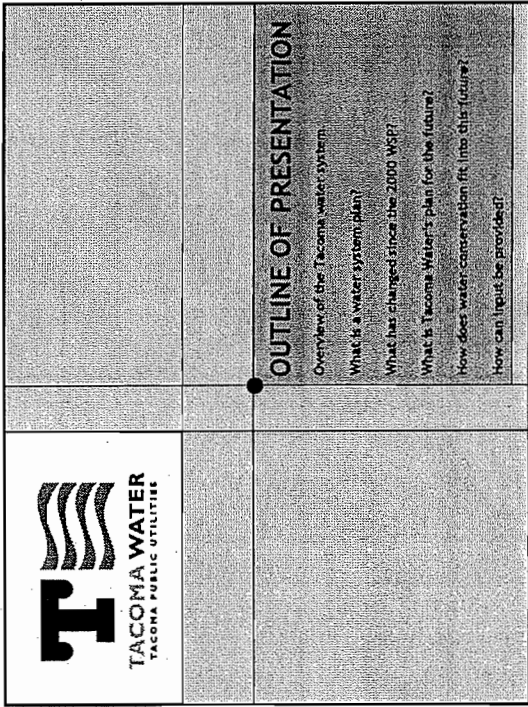 T
TACOMA WATER
TACOMA PUBLIC UTILITIES
OUTLINE OF PRESENTATION
Overview of the Tacoma water system.
What is a water system plan?
What has changed since the 2000 WSP?
What is Tacoma Water's plan for the future?
How does water conservation fit into this future?
How can input be provided?